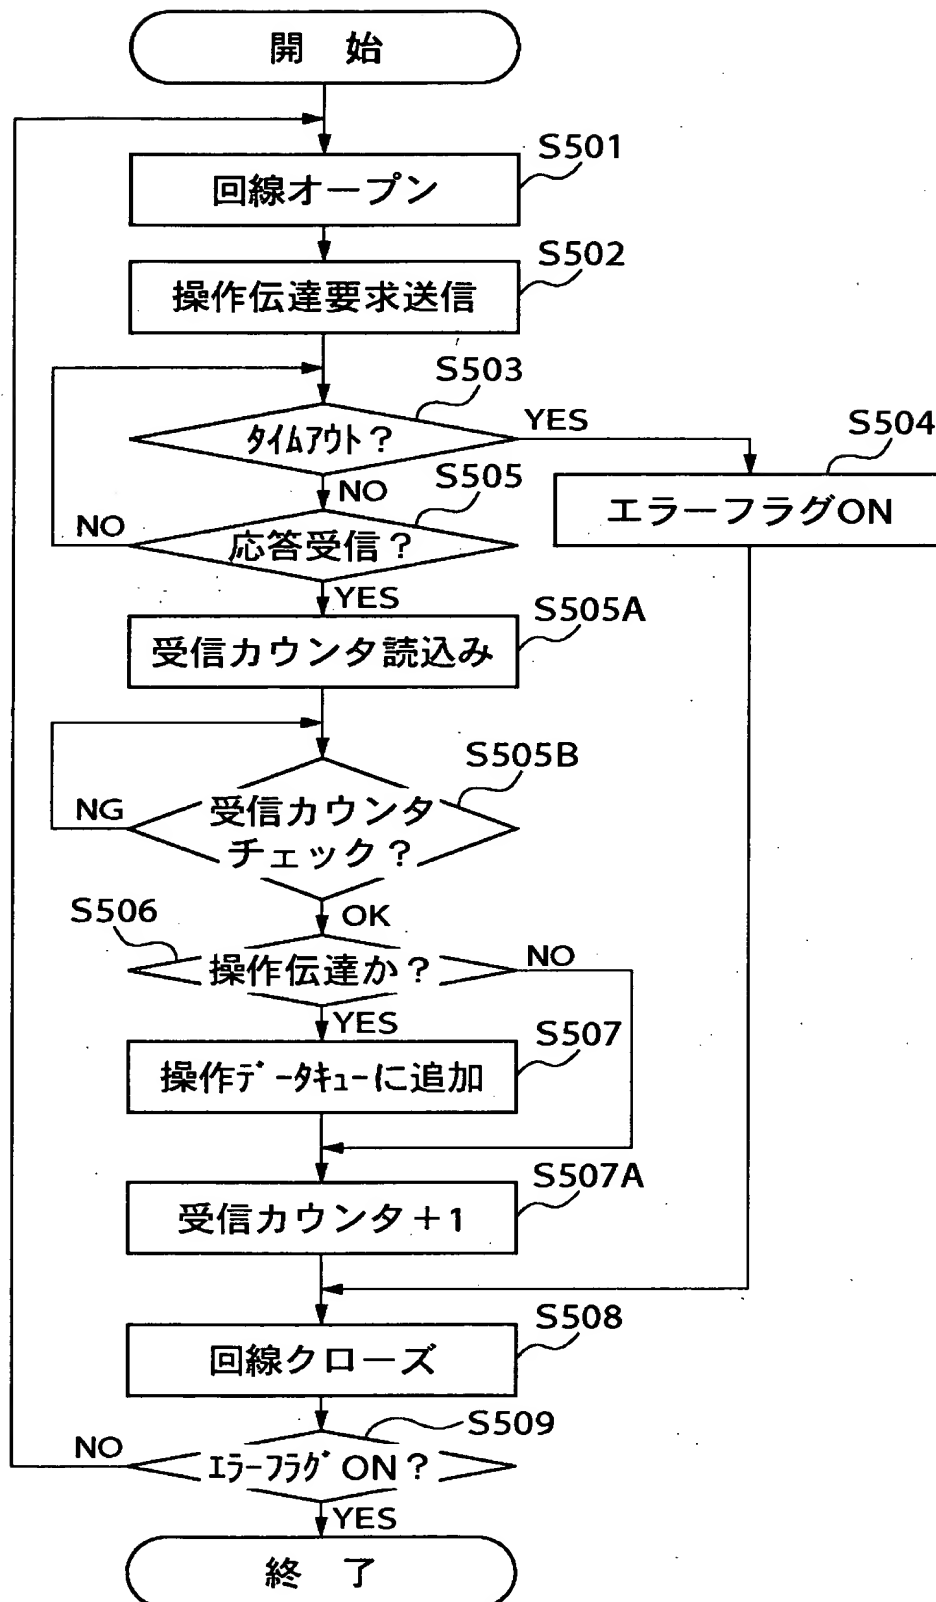 開 始
S501
回線オープン
S502
操作伝達要求送信
S503
タイムアウト？
YES
S504
エラーフラグON
NO
S505
NO
応答受信？
YES
S505A
受信カウンタ読込み
S505B
NG
受信カウンタ
チェック？
OK
S506
操作伝達か？
NO
YES
S507
操作データキューに追加
S507A
受信カウンタ＋1
S508
回線クローズ
S509
NO
エラーフラグON？
YES
終 了